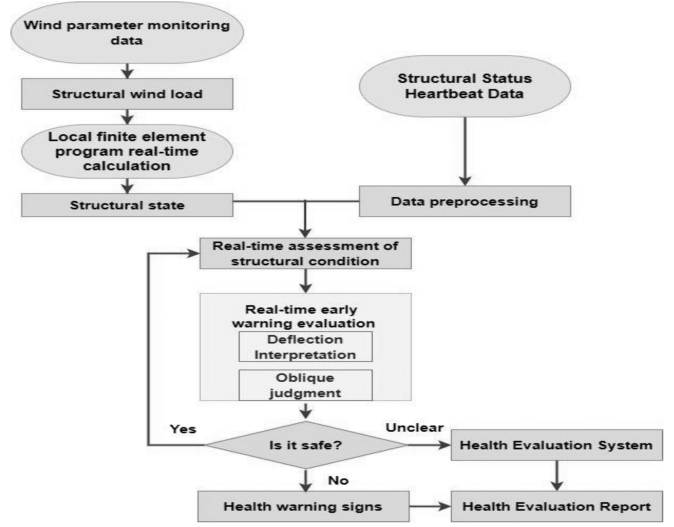 Wind parameter monitoring
data
Structural wind load
Local finite element
program real-time
calculation
Structural state
Structural Status
Heartbeat Data
Data preprocessing
Real-time assessment of
structural condition
Real-time early
warning evaluation
Deflection
Interpretation
Oblique
judgment
Yes
Is it safe?
Unclear
Health Evaluation System
No
Health warning signs
Health Evaluation Report